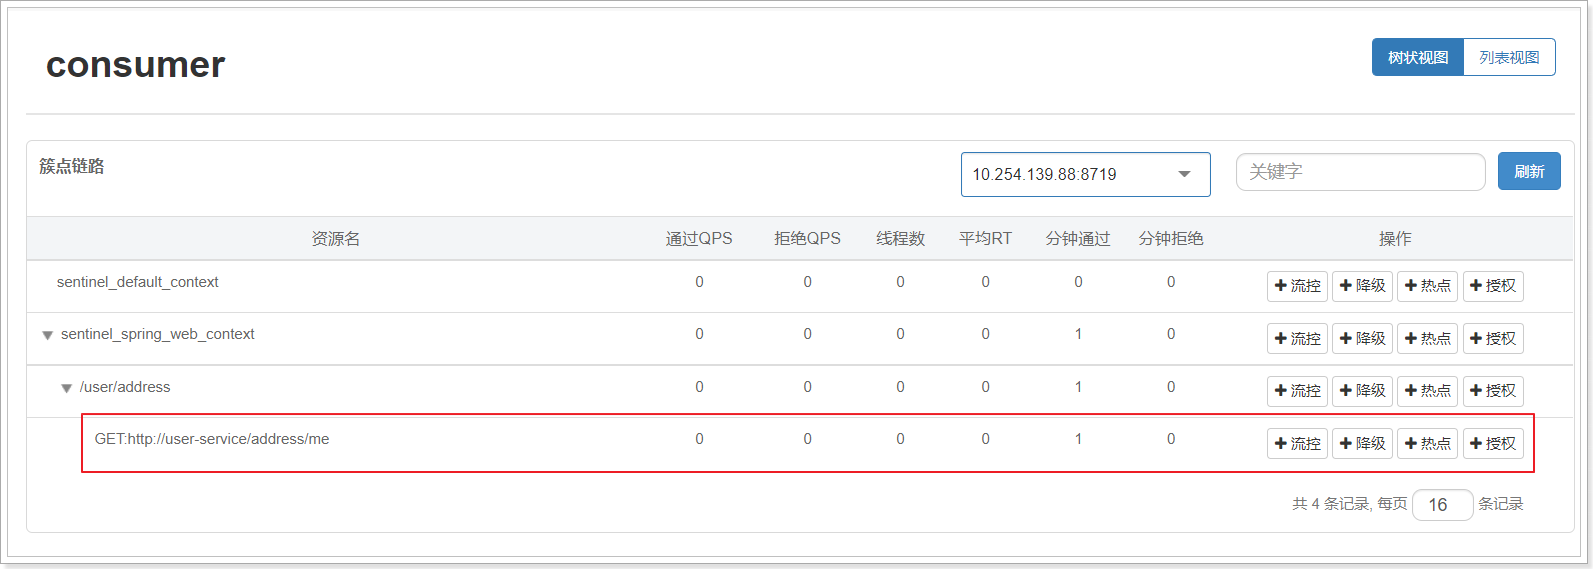 consumer
树状视图 列表视图
簇点链路 10.254.139.88:8719 关键字 刷新
资源名 通过QPS 拒绝QPS 线程数 平均RT 分钟通过 分钟拒绝 操作
sentinel_default_context 0 0 0 0 0 0 流控 降级 热点 授权
sentinel_spring_web_context 0 0 0 0 1 0 流控 降级 热点 授权
/user/address 0 0 0 0 1 0 流控 降级 热点 授权
GET:http://user-service/address/me 0 0 0 0 1 0 流控 降级 热点 授权
共 4 条记录, 每页 16 条记录